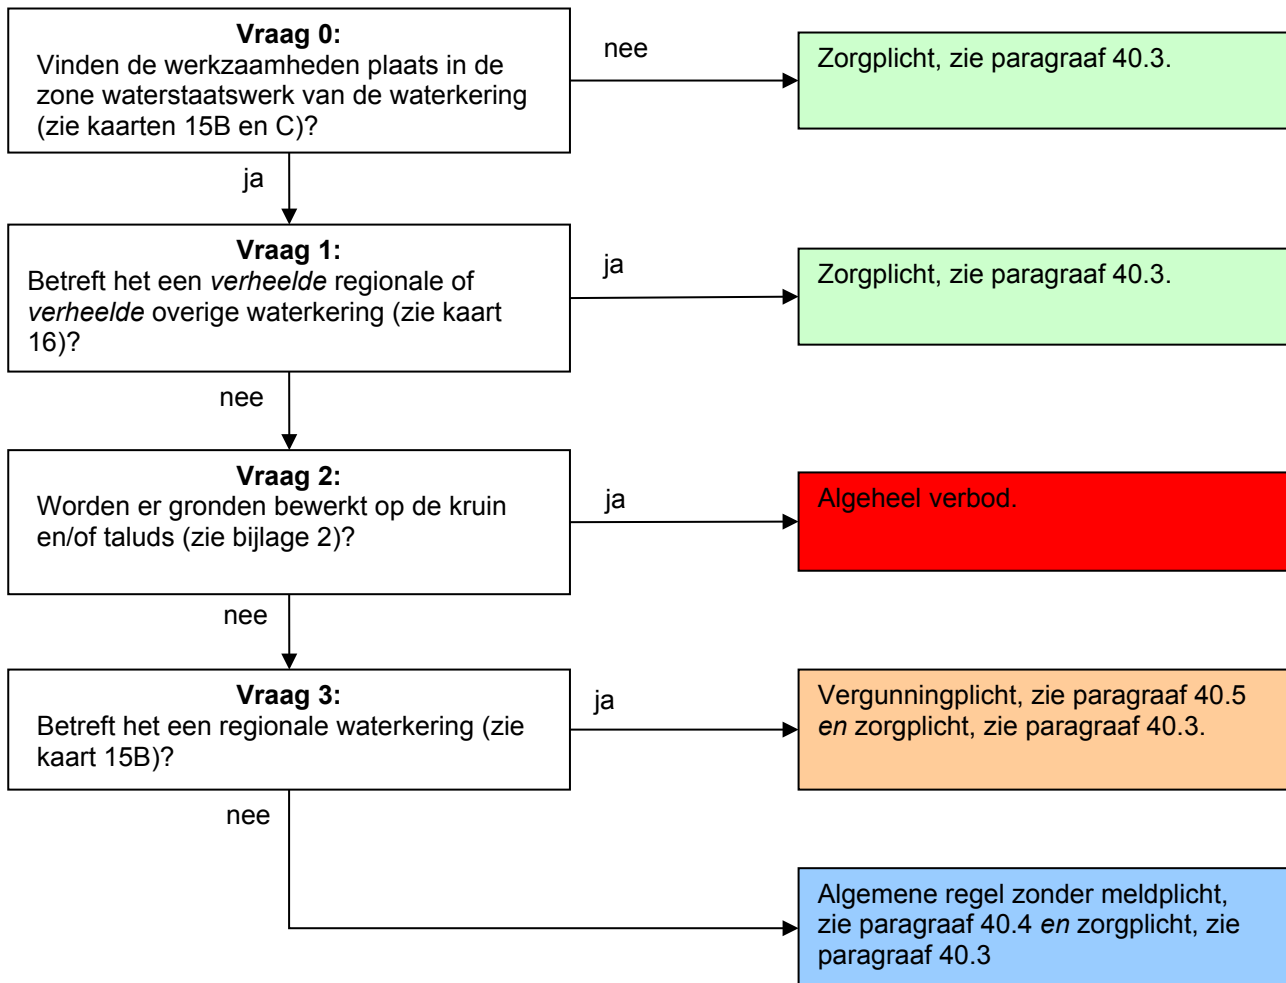 Vraag 0:
Vinden de werkzaamheden plaats in de
zone waterstaatswerk van de waterkering
(zie kaarten 15B en C)?
nee
Zorgplicht, zie paragraaf 40.3.
ja
Vraag 1:
Betreft het een verheelde regionale of
verheelde overige waterkering (zie kaart
16)?
ja
Zorgplicht, zie paragraaf 40.3.
nee
Vraag 2:
Worden er gronden bewerkt op de kruin
en/of taluds (zie bijlage 2)?
ja
Algeheel verbod.
nee
Vraag 3:
Betreft het een regionale waterkering (zie
kaart 15B)?
ja
Vergunningplicht, zie paragraaf 40.5
en zorgplicht, zie paragraaf 40.3.
nee
Algemene regel zonder meldplicht,
zie paragraaf 40.4 en zorgplicht, zie
paragraaf 40.3